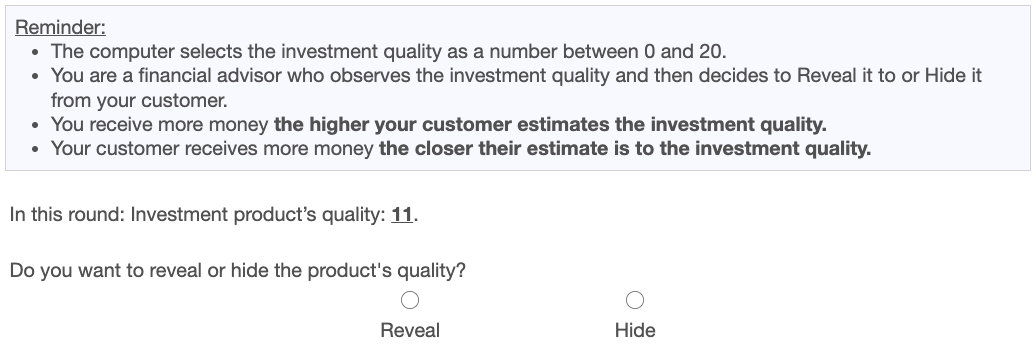 Reminder:
• The computer selects the investment quality as a number between 0 and 20.
• You are a financial advisor who observes the investment quality and then decides to Reveal it to or Hide it
from your customer.
• You receive more money the higher your customer estimates the investment quality.
• Your customer receives more money the closer their estimate is to the investment quality.
In this round: Investment product's quality: 11.
Do you want to reveal or hide the product's quality?
Reveal Hide